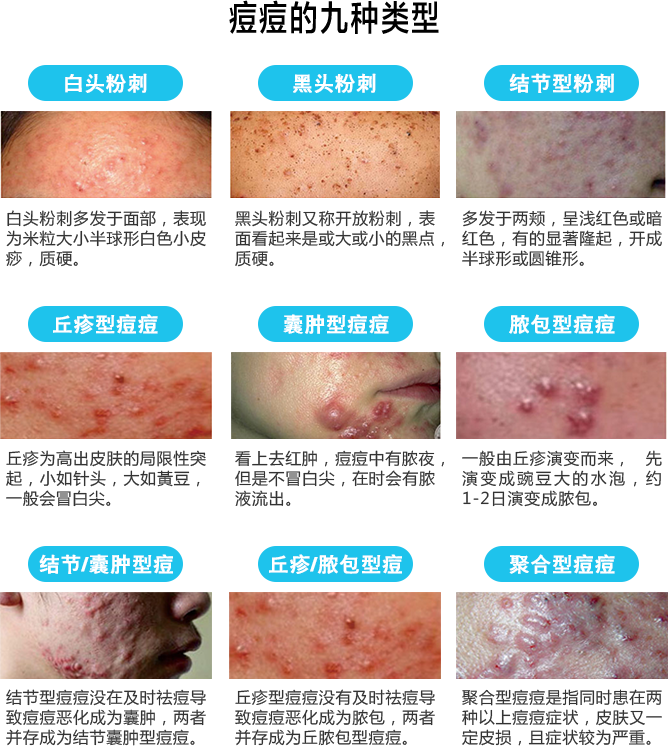 痘痘的九种类型
白头粉刺
黑头粉刺
结节型粉刺
白头粉刺多发于面部，表现
为米粒大小半球形白色小皮
痧，质硬。
黑头粉刺又称开放粉刺，表
面看起来是或大或小的黑点，
质硬。
多发于两颊，呈浅红色或暗
红色，有的显著隆起，开成
半球形或圆锥形。
丘疹型痘痘
囊肿型痘痘
脓包型痘痘
丘疹为高出皮肤的局限性突
起，小如针头，大如黄豆，
一般会冒白尖。
看上去红肿，痘痘中有脓夜，
但是不冒白尖，在时会有脓
液流出。
一般由丘疹演变而来， 先
演变成豌豆大的水泡，约
1-2日演变成脓包。
结节/囊肿型痘
丘疹/脓包型痘
聚合型痘痘
结节型痘痘没在及时祛痘导
致痘痘恶化成为囊肿，两者
并存成为结节囊肿型痘痘。
丘疹型痘痘没有及时祛痘导
致痘痘恶化成为脓包，两者
并存成为丘脓包型痘痘。
聚合型痘痘是指同时患在两
种以上痘痘症状，皮肤又一
定皮损，且症状较为严重。